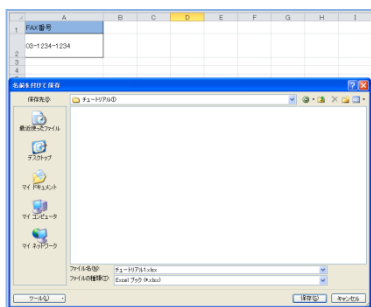 A B C D E F G H I
1 FAX番号
2 03-1234-1234
3
4
名前を付けて保存
保存先(I): チュートリアル①
最近使ったファイル
デスクトップ
マイ ドキュメント
マイ コンピュータ
マイ ネットワーク
ファイル名(N): チュートリアル1.xlsx
ファイルの種類(T): Excel ブック (*.xlsx)
ツール(L) 保存(S) キャンセル